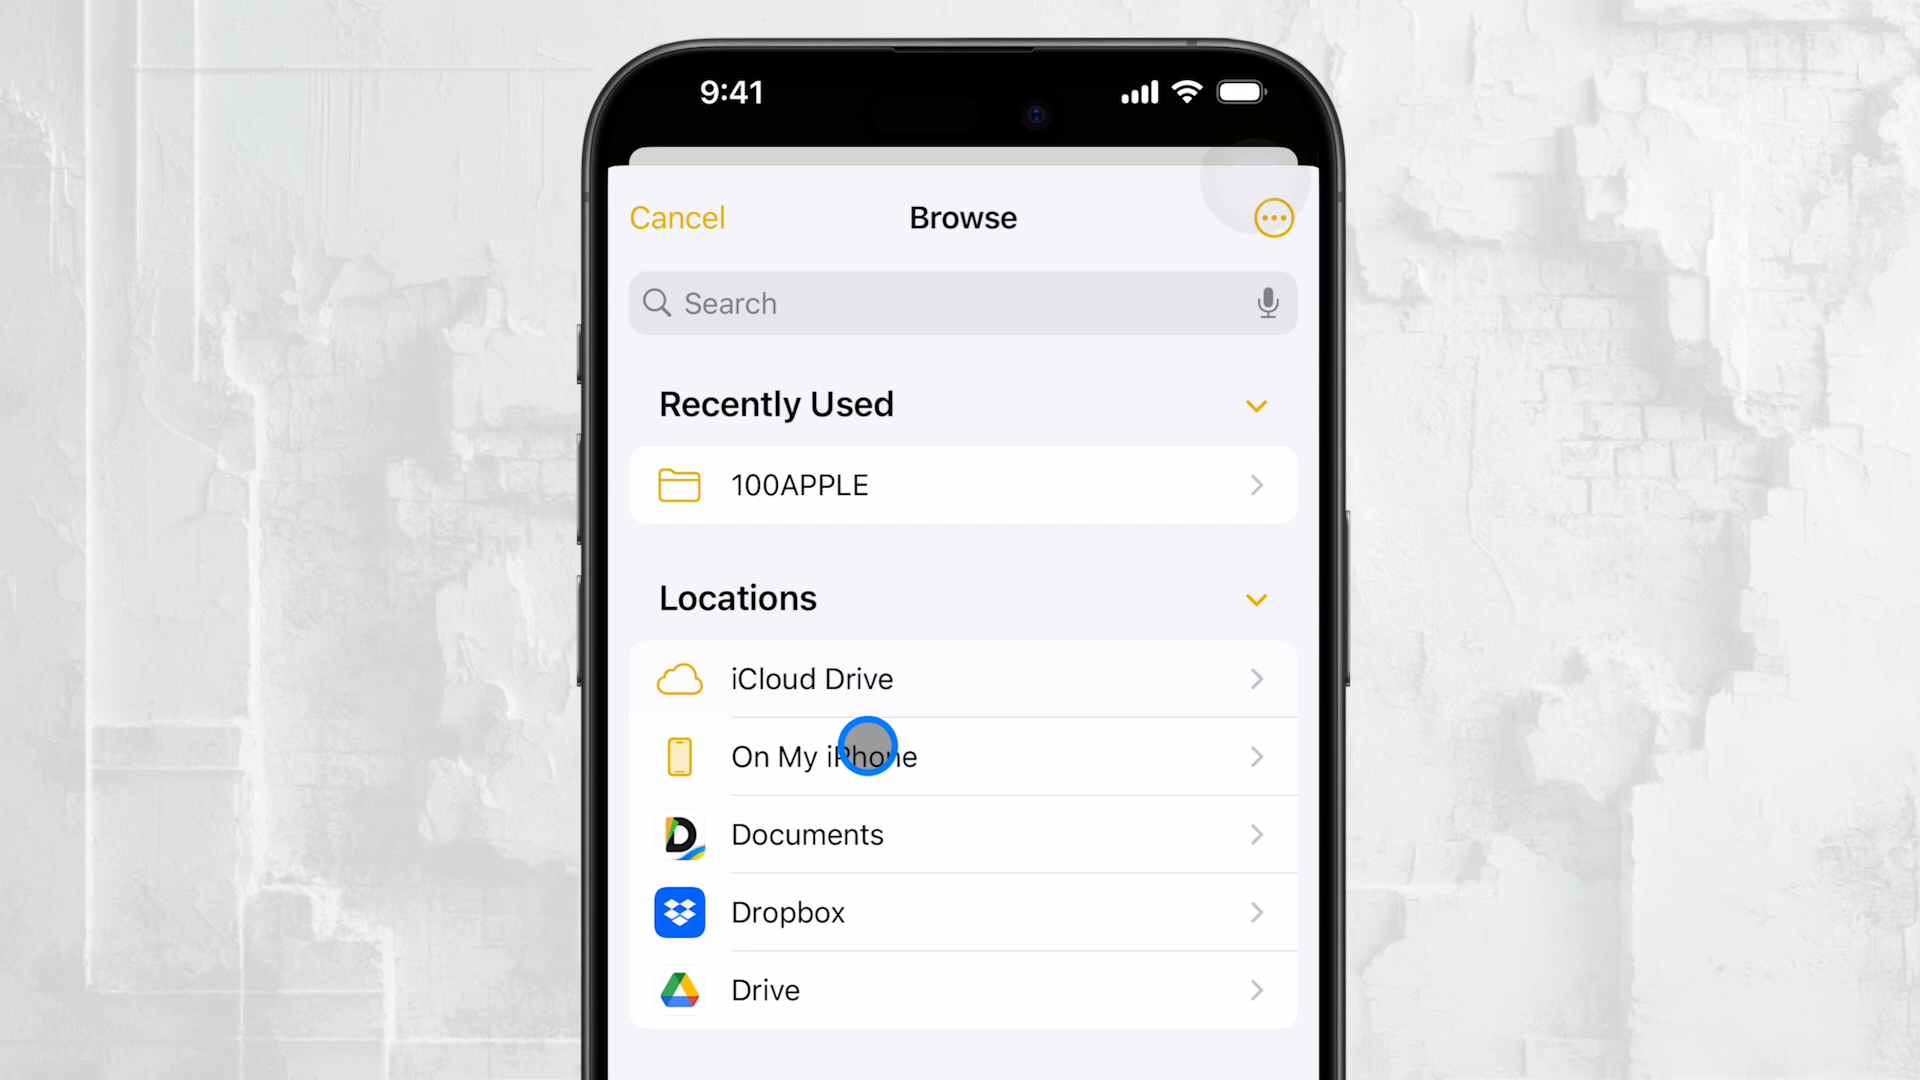 9:41
Cancel
Browse
Search
Recently Used
100APPLE
Locations
iCloud Drive
On My iPhone
Documents
Dropbox
Drive